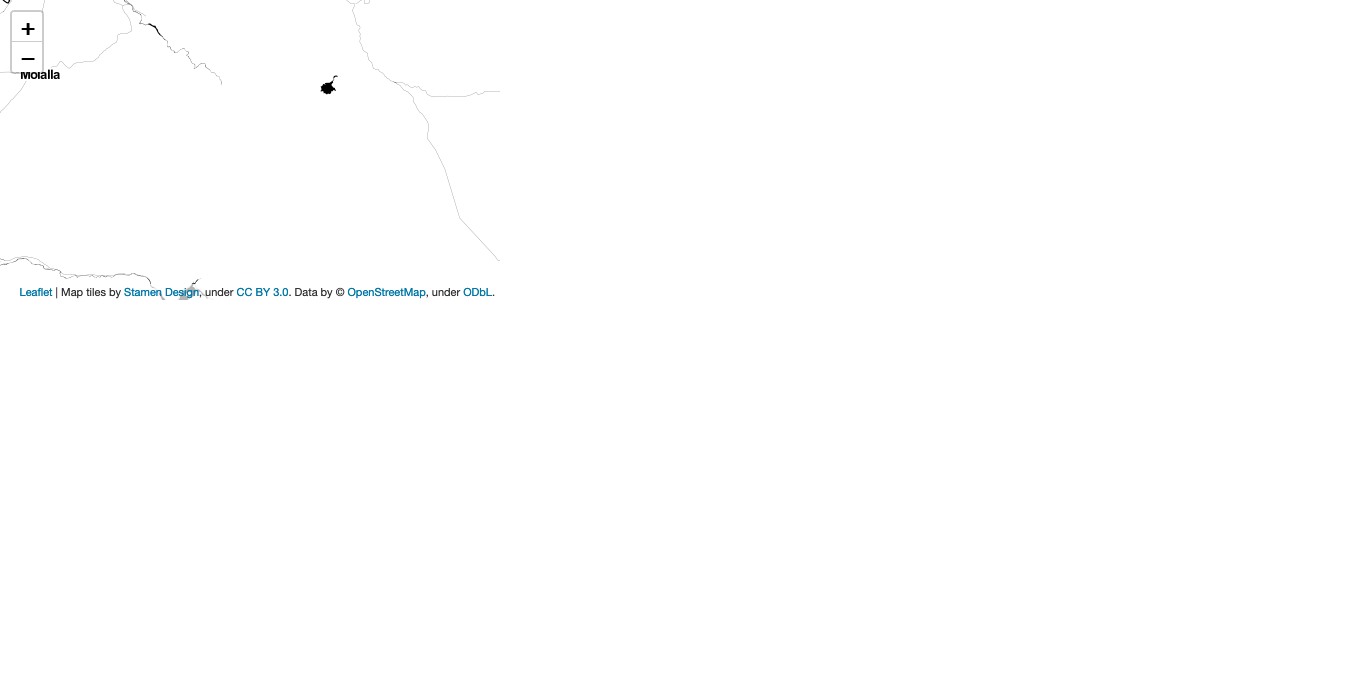 +
−
Molalla
Leaflet | Map tiles by Stamen Design, under CC BY 3.0. Data by © OpenStreetMap, under ODbL.